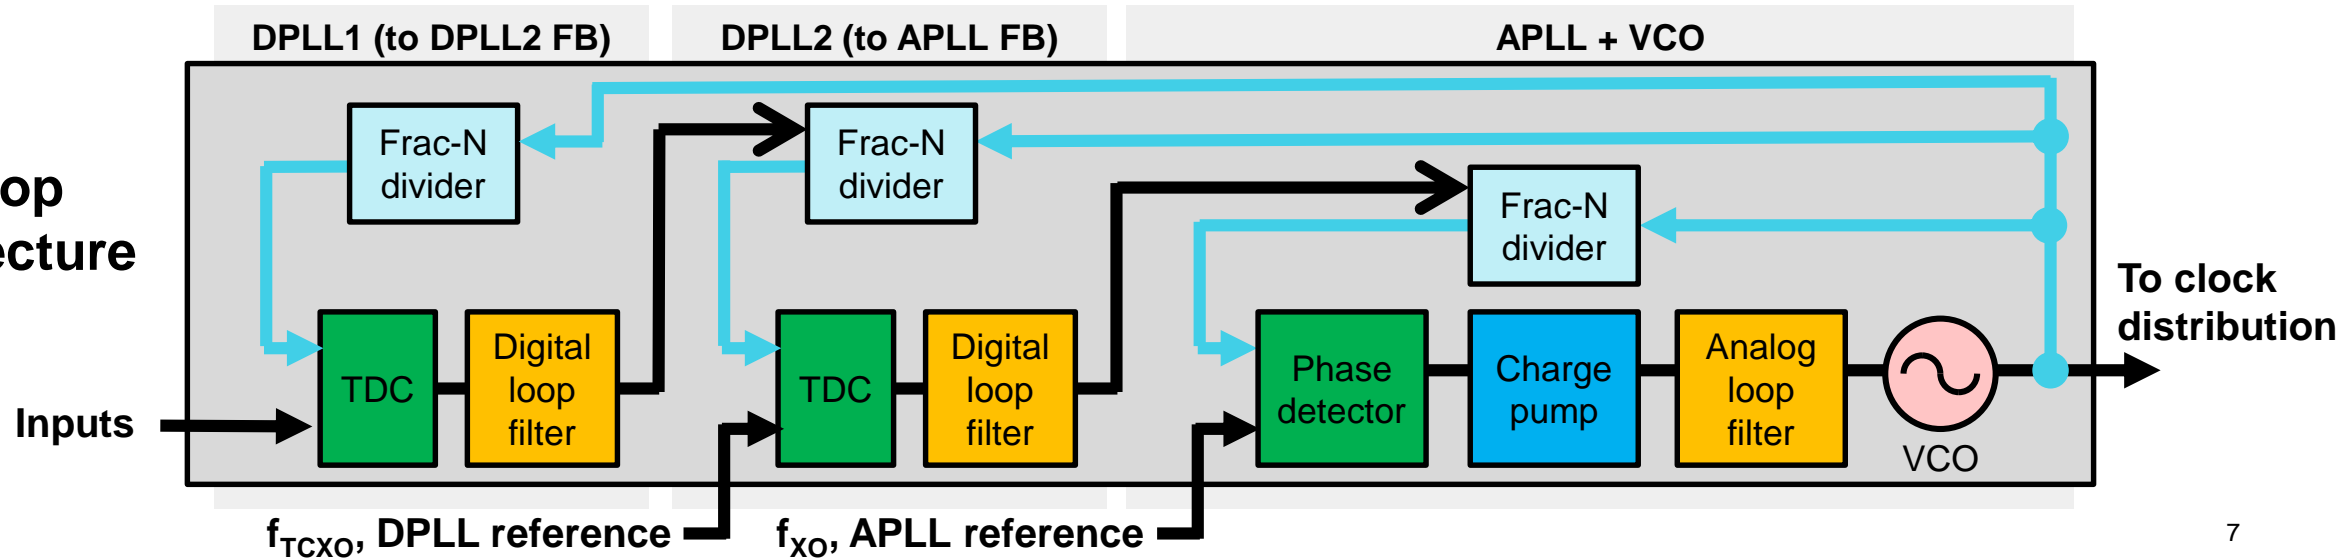 DPLL1 (to DPLL2 FB)
DPLL2 (to APLL FB)
APLL + VCO
Frac-N
divider
Frac-N
divider
Frac-N
divider
op
ecture
To clock
distribution
TDC
Digital
loop
filter
TDC
Digital
loop
filter
Phase
detector
Charge
pump
Analog
loop
filter
VCO
Inputs
fTCXO, DPLL reference
fXO, APLL reference
7